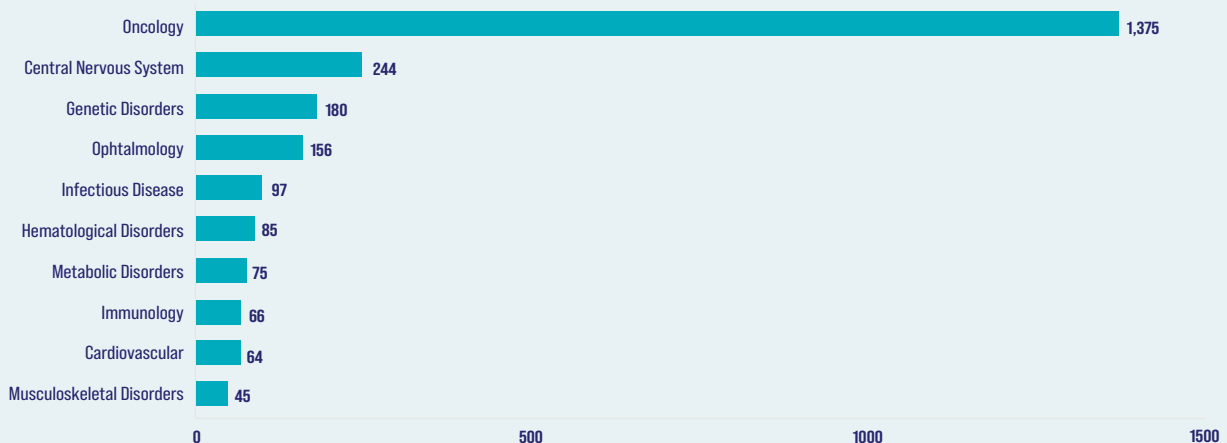 Oncology 1,375
Central Nervous System 244
Genetic Disorders 180
Ophtalmology 156
Infectious Disease 97
Hematological Disorders 85
Metabolic Disorders 75
Immunology 66
Cardiovascular 64
Musculoskeletal Disorders 45
0 500 1000 1500